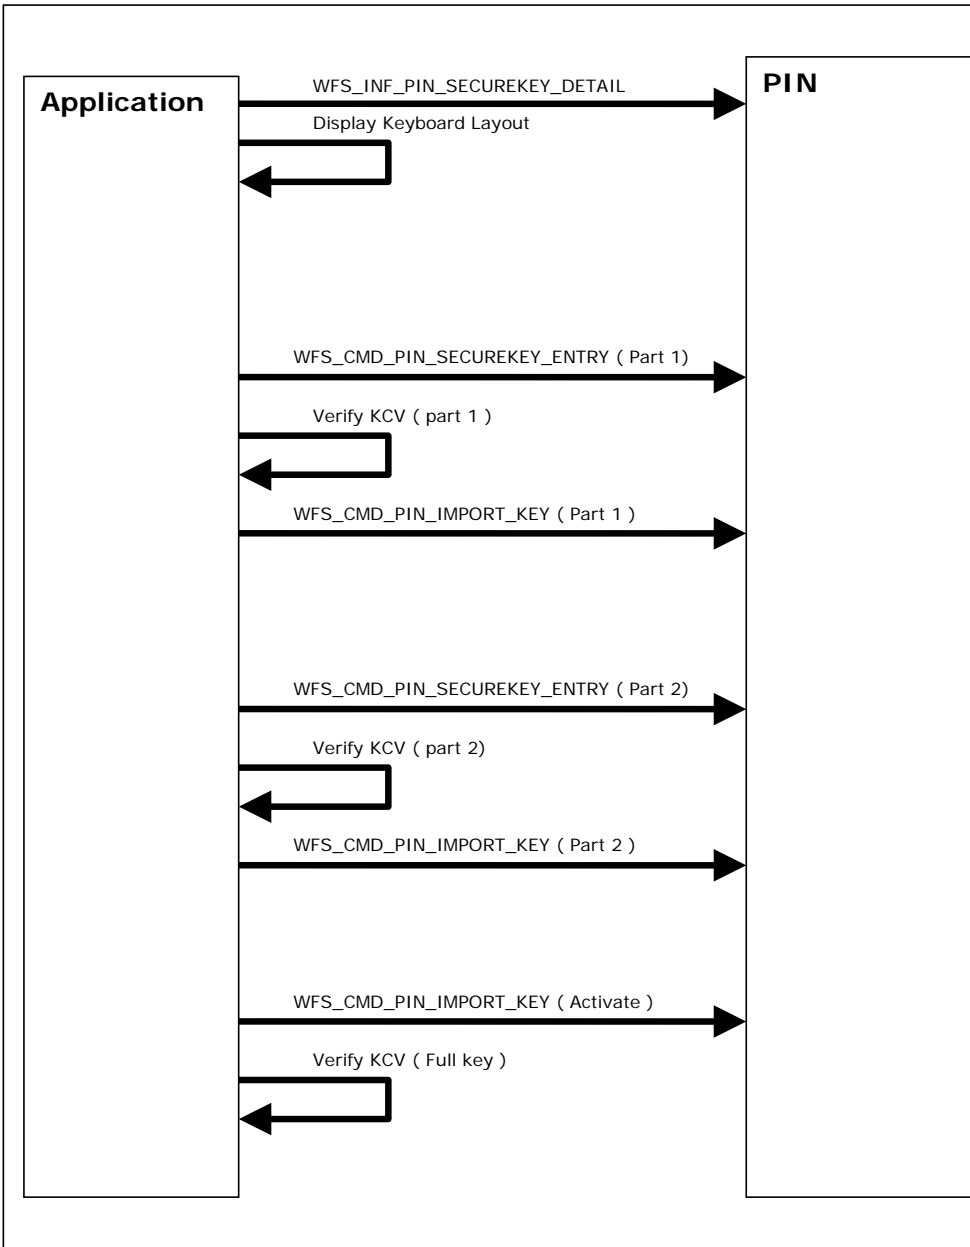 Application
PIN
WFS_INF_PIN_SECUREKEY_DETAIL
Display Keyboard Layout
WFS_CMD_PIN_SECUREKEY_ENTRY ( Part 1)
Verify KCV ( part 1 )
WFS_CMD_PIN_IMPORT_KEY ( Part 1 )
WFS_CMD_PIN_SECUREKEY_ENTRY ( Part 2)
Verify KCV ( part 2)
WFS_CMD_PIN_IMPORT_KEY ( Part 2 )
WFS_CMD_PIN_IMPORT_KEY ( Activate )
Verify KCV ( Full key )